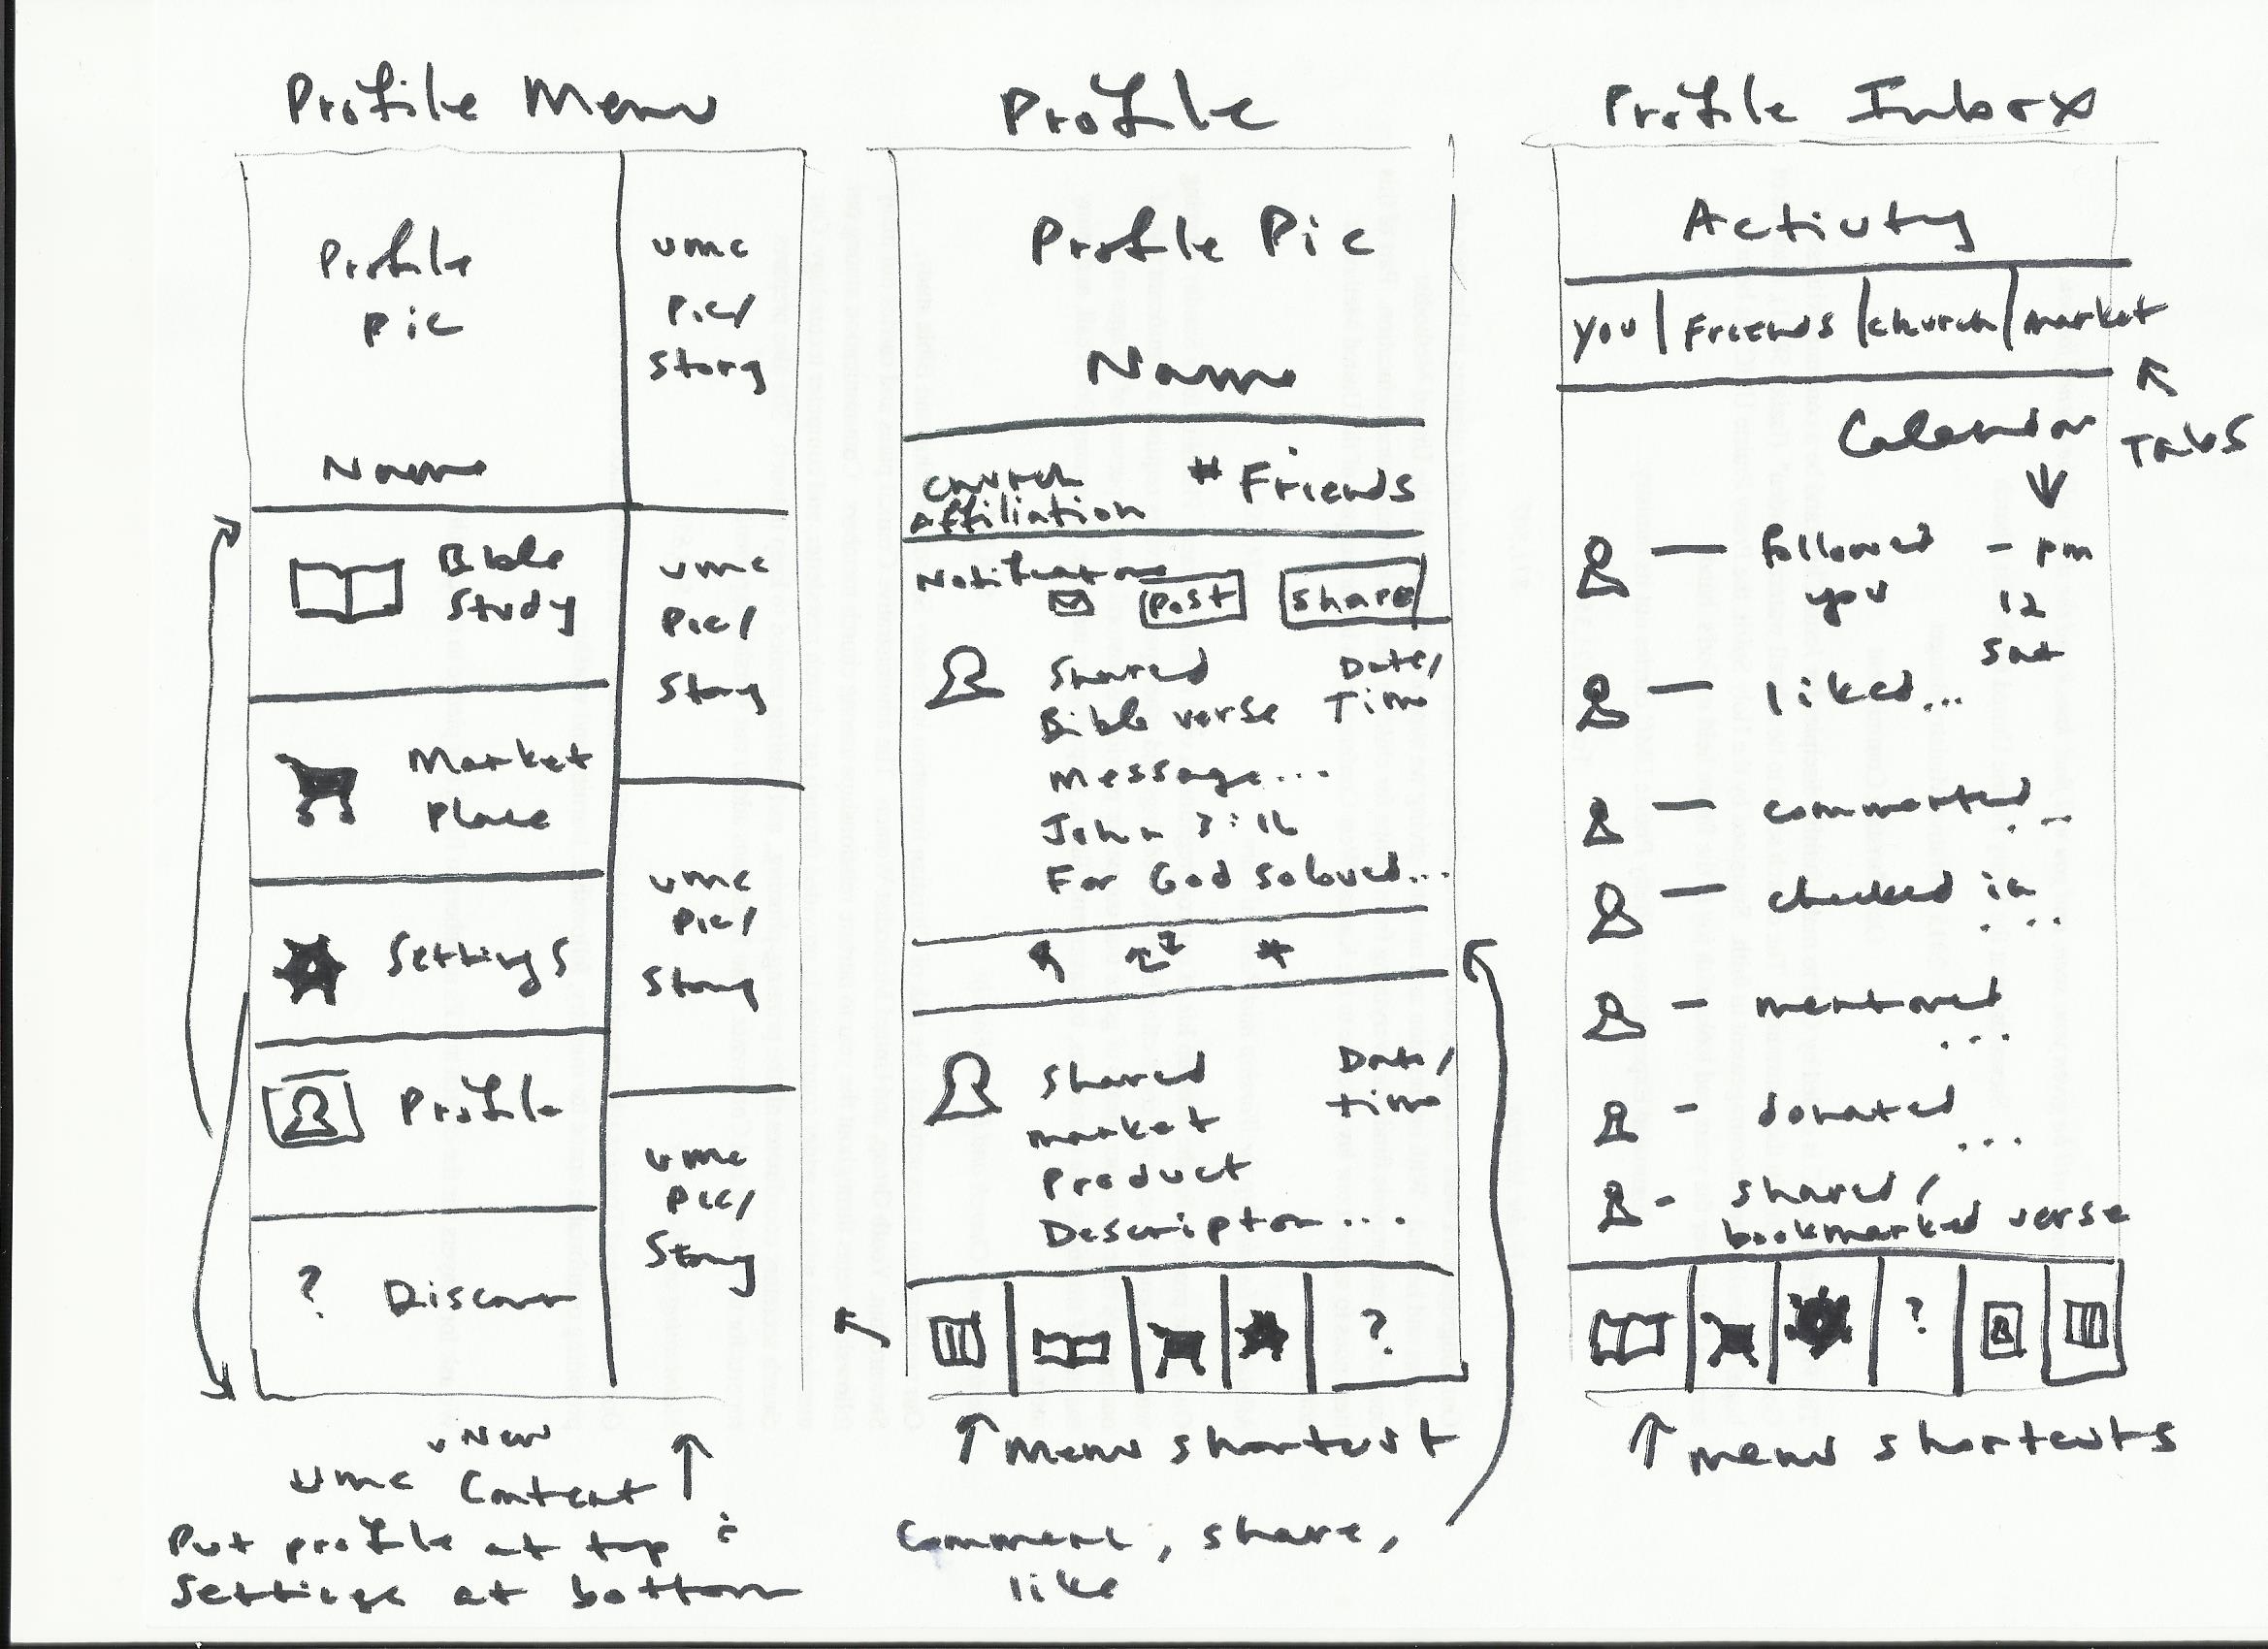 Profile Menu
Profile
pic
Name
Bible
Study
Market
Place
Settings
Profile
? Discover
umc
Pic/
Story
umc
Pic/
Story
umc
Pic/
Story
umc
Pic/
Story
New
umc Content
Put profile at top &
Settings at bottom
Profile
Profile Pic
Name
Church
Affiliation
# Friends
Notifications
Post
Share
Shared
Bible verse
message...
John 3:16
For God so loved...
Date/
Time
Shared
market
Product
Description...
Date/
time
?
menu shortcut
Comment, share,
like
Profile Inbox
Activity
you | Friends | church | market
Tabs
Calendar
— followed
you
- pm
12
Sat
— liked...
— commented...
— checked in
...
- mentioned
...
- donated
...
- shared/
bookmarked verse
?
menu shortcuts